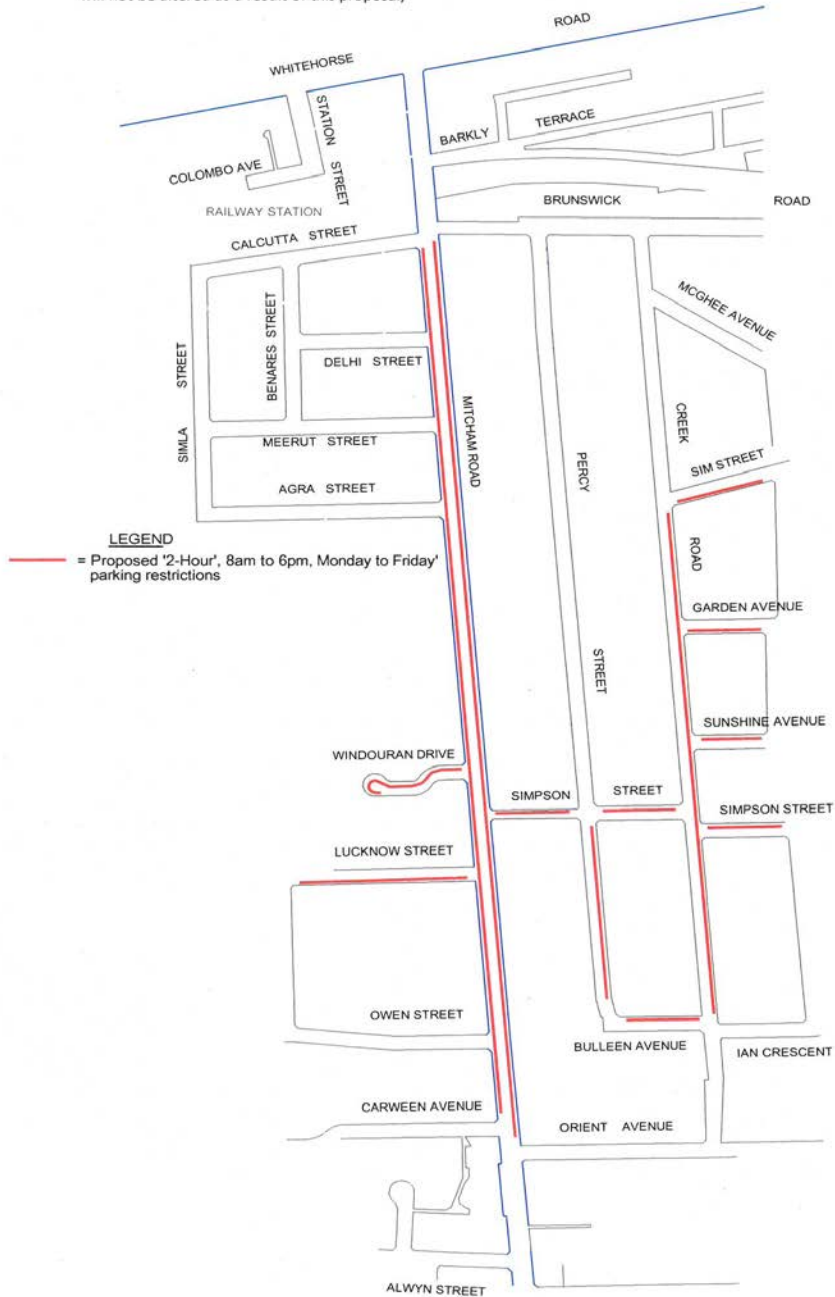 ROAD
WHITEHORSE
STATION STREET
BARKLY TERRACE
COLOMBO AVE
RAILWAY STATION
BRUNSWICK ROAD
CALCUTTA STREET
MCGHEE AVENUE
BENARES STREET
SIMLA STREET
DELHI STREET
MITCHAM ROAD
CREEK ROAD
MEERUT STREET
PERCY STREET
SIM STREET
AGRA STREET
LEGEND
= Proposed '2-Hour', 8am to 6pm, Monday to Friday'
parking restrictions
GARDEN AVENUE
SUNSHINE AVENUE
WINDOURAN DRIVE
SIMPSON STREET
SIMPSON STREET
LUCKNOW STREET
OWEN STREET
BULLEEN AVENUE
IAN CRESCENT
CARWEEN AVENUE
ORIENT AVENUE
ALWYN STREET